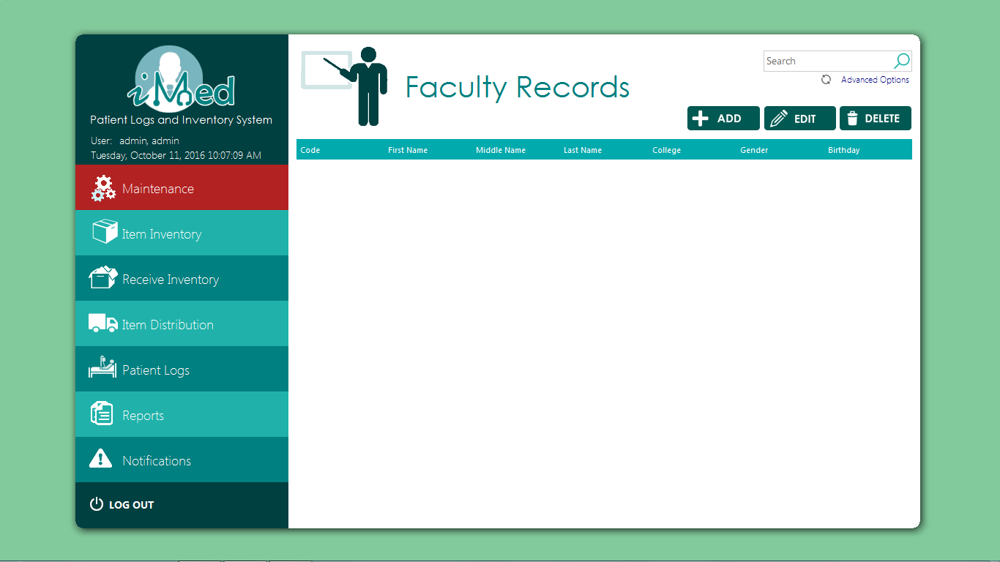 iMed
Patient Logs and Inventory System
User: admin, admin
Tuesday, October 11, 2016 10:07:09 AM
Maintenance
Item Inventory
Receive Inventory
Item Distribution
Patient Logs
Reports
Notifications
LOG OUT
Faculty Records
Search
Advanced Options
ADD EDIT DELETE
Code First Name Middle Name Last Name College Gender Birthday